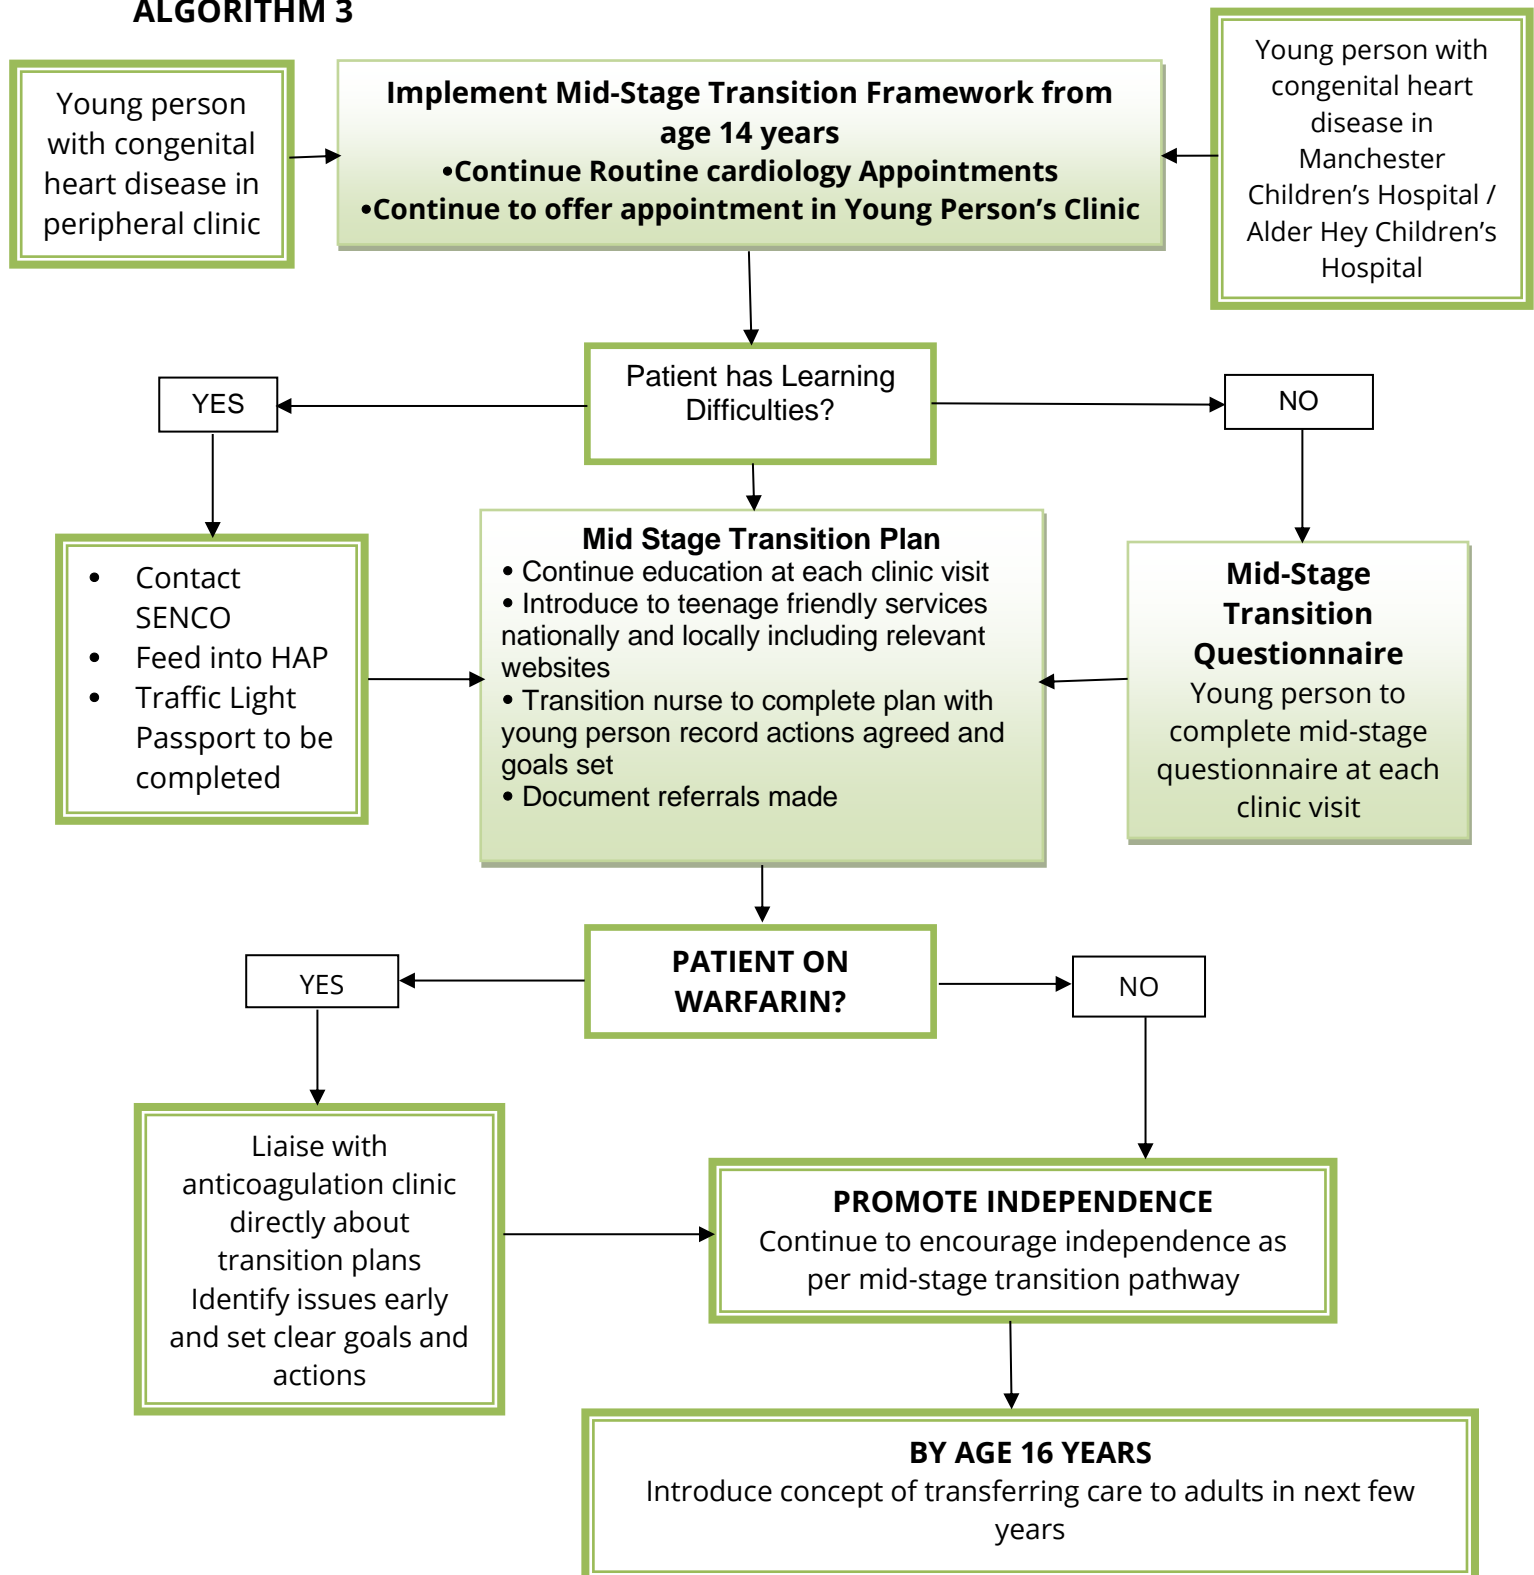 ALGORITHM 3
Young person
with congenital
heart disease in
peripheral clinic
Implement Mid-Stage Transition Framework from
age 14 years
•Continue Routine cardiology Appointments
•Continue to offer appointment in Young Person’s Clinic
Young person with
congenital heart
disease in
Manchester
Children’s Hospital /
Alder Hey Children’s
Hospital
Patient has Learning
Difficulties?
YES
NO
• Contact
SENCO
• Feed into HAP
• Traffic Light
Passport to be
completed
Mid Stage Transition Plan
• Continue education at each clinic visit
• Introduce to teenage friendly services
nationally and locally including relevant
websites
• Transition nurse to complete plan with
young person record actions agreed and
goals set
• Document referrals made
Mid-Stage
Transition
Questionnaire
Young person to
complete mid-stage
questionnaire at each
clinic visit
PATIENT ON
WARFARIN?
YES
NO
Liaise with
anticoagulation clinic
directly about
transition plans
Identify issues early
and set clear goals and
actions
PROMOTE INDEPENDENCE
Continue to encourage independence as
per mid-stage transition pathway
BY AGE 16 YEARS
Introduce concept of transferring care to adults in next few
years